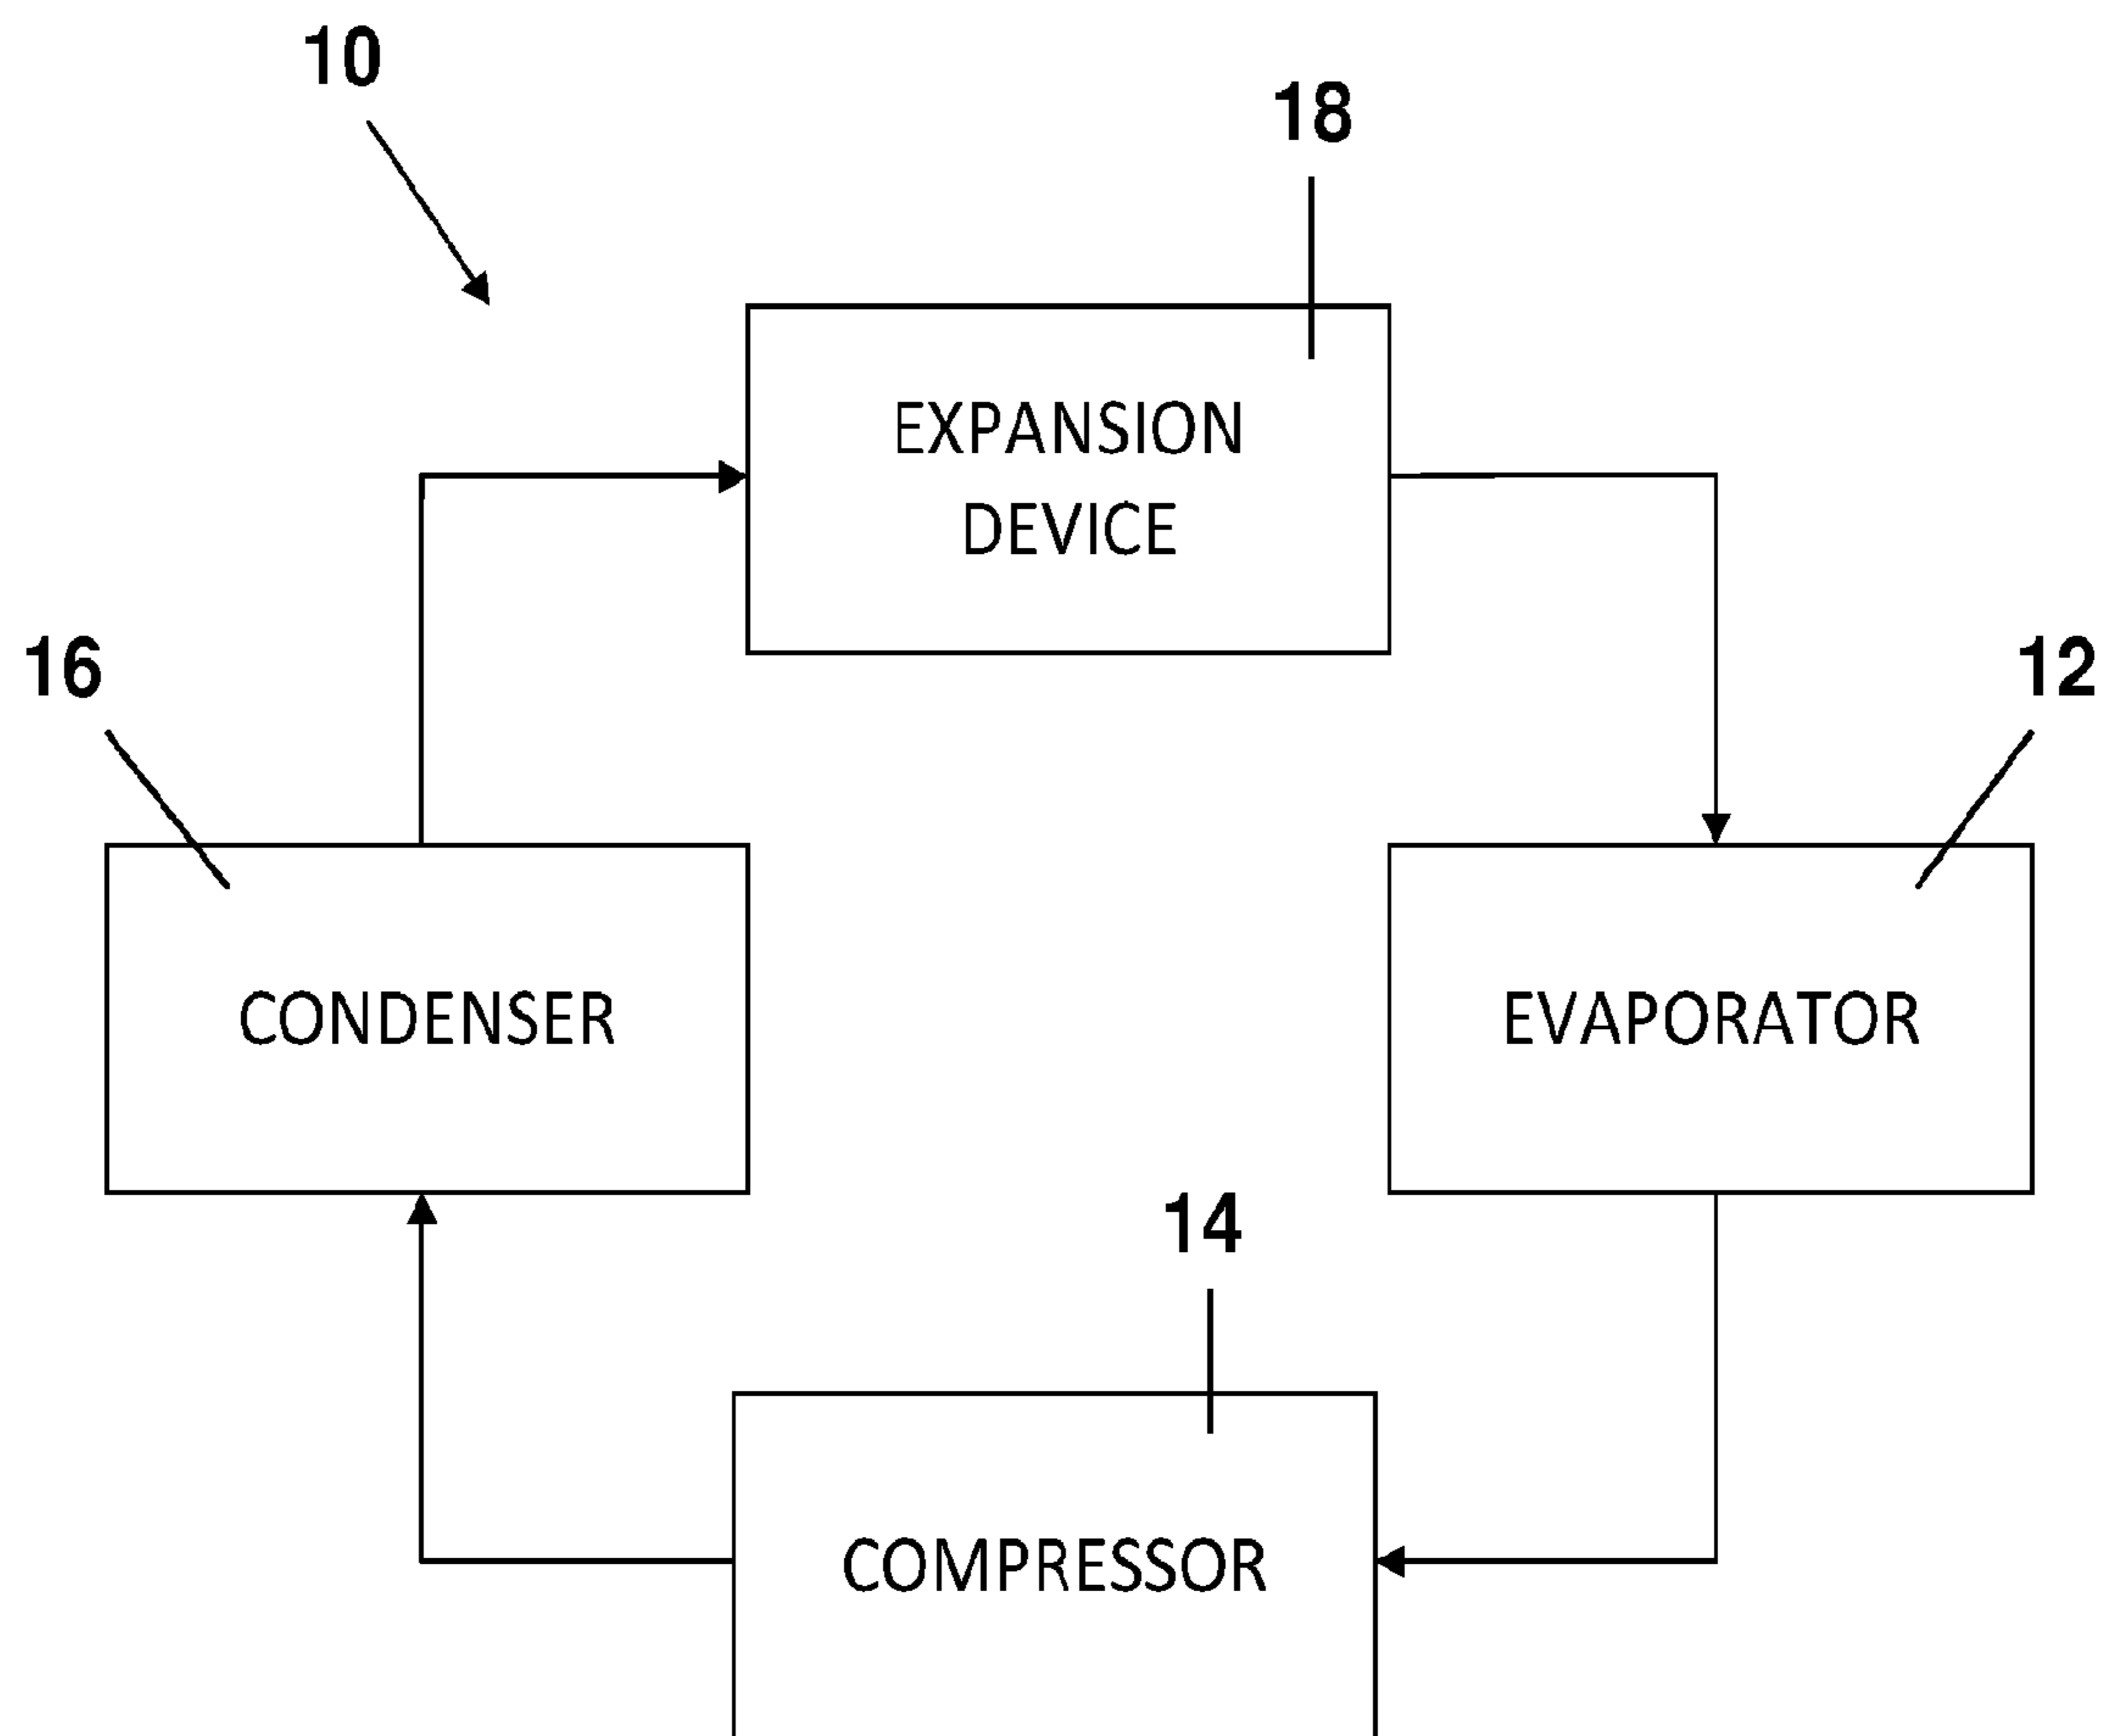 10
18
EXPANSION
DEVICE
16
12
CONDENSER
EVAPORATOR
14
COMPRESSOR